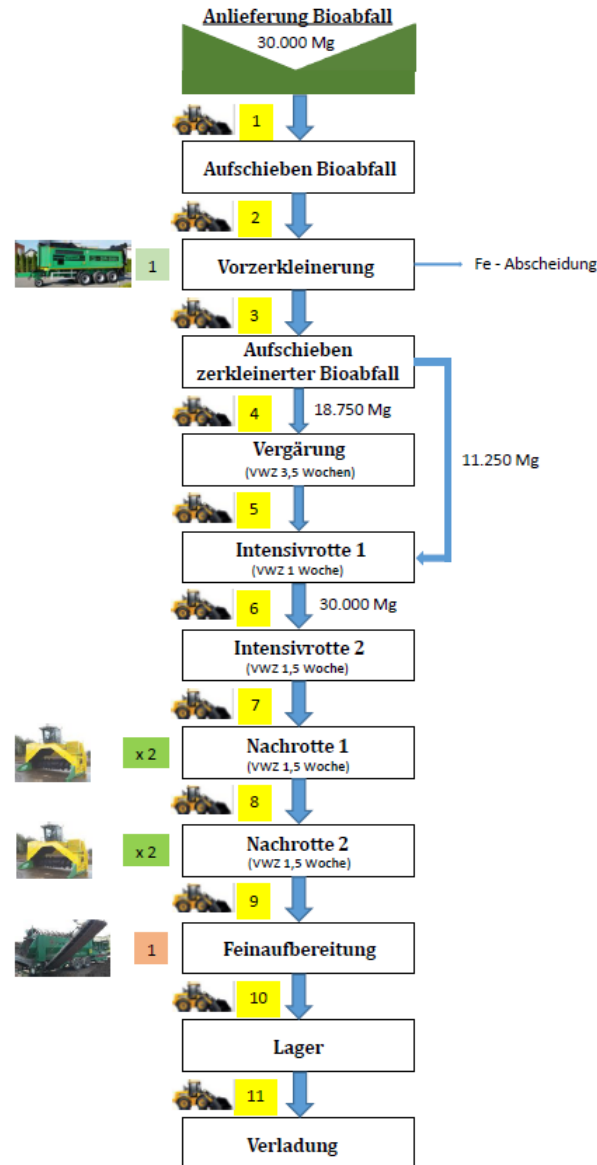 Anlieferung Bioabfall
30.000 Mg
1
Aufschieben Bioabfall
2
1
Vorzerkleinerung
Fe - Abscheidung
3
Aufschieben
zerkleinerter Bioabfall
4
18.750 Mg
11.250 Mg
Vergärung
(VWZ 3,5 Wochen)
5
Intensivrotte 1
(VWZ 1 Woche)
6
30.000 Mg
Intensivrotte 2
(VWZ 1,5 Woche)
7
x 2
Nachrotte 1
(VWZ 1,5 Woche)
8
x 2
Nachrotte 2
(VWZ 1,5 Woche)
9
1
Feinaufbereitung
10
Lager
11
Verladung